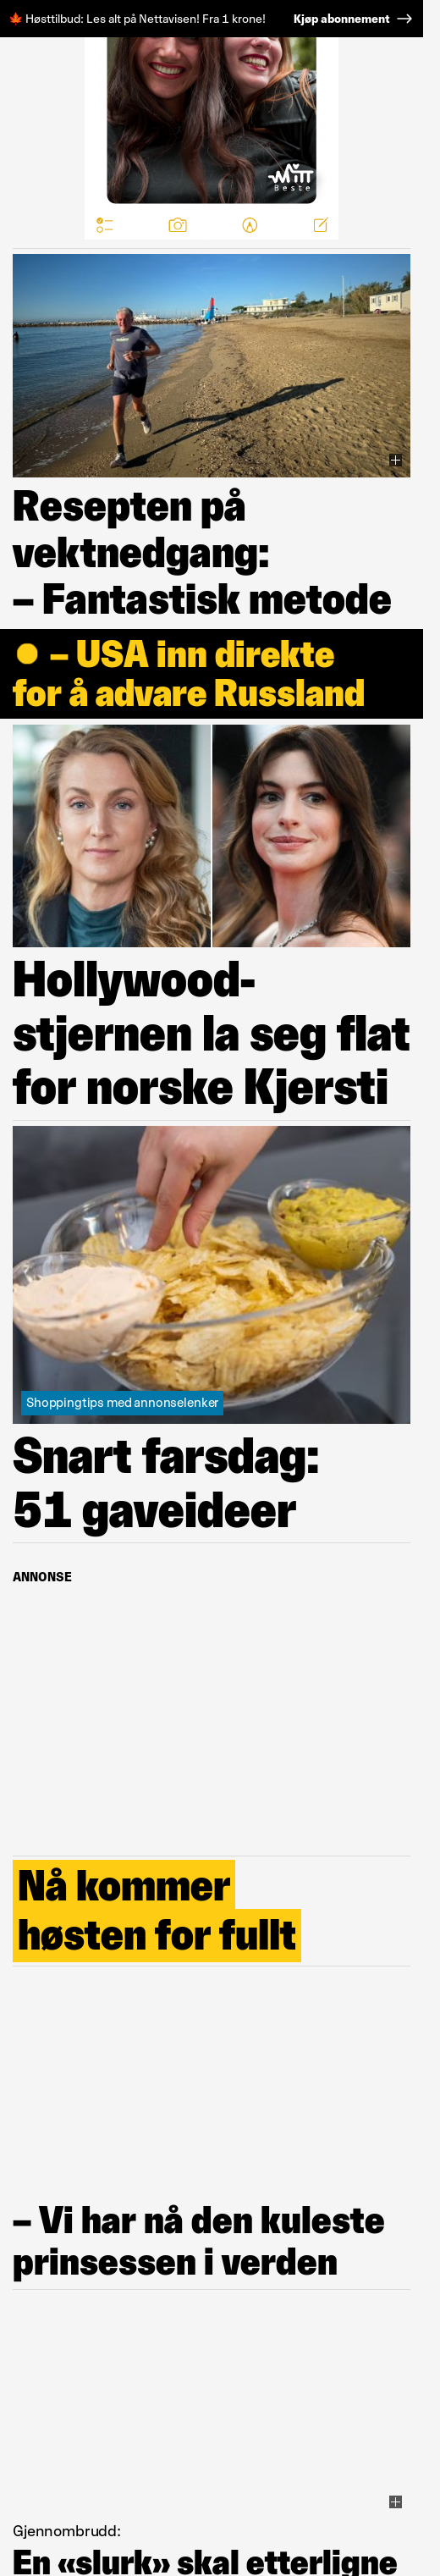 🍁 Høsttilbud: Les alt på Nettavisen! Fra 1 krone! Kjøp abonnement →
Mitt
Beste
Resepten på
vektnedgang:
– Fantastisk metode
– USA inn direkte
for å advare Russland
Hollywood-
stjernen la seg flat
for norske Kjersti
Shoppingtips med annonselenker
Snart farsdag:
51 gaveideer
ANNONSE
Nå kommer
høsten for fullt
– Vi har nå den kuleste
prinsessen i verden
Gjennombrudd:
En «slurk» skal etterligne